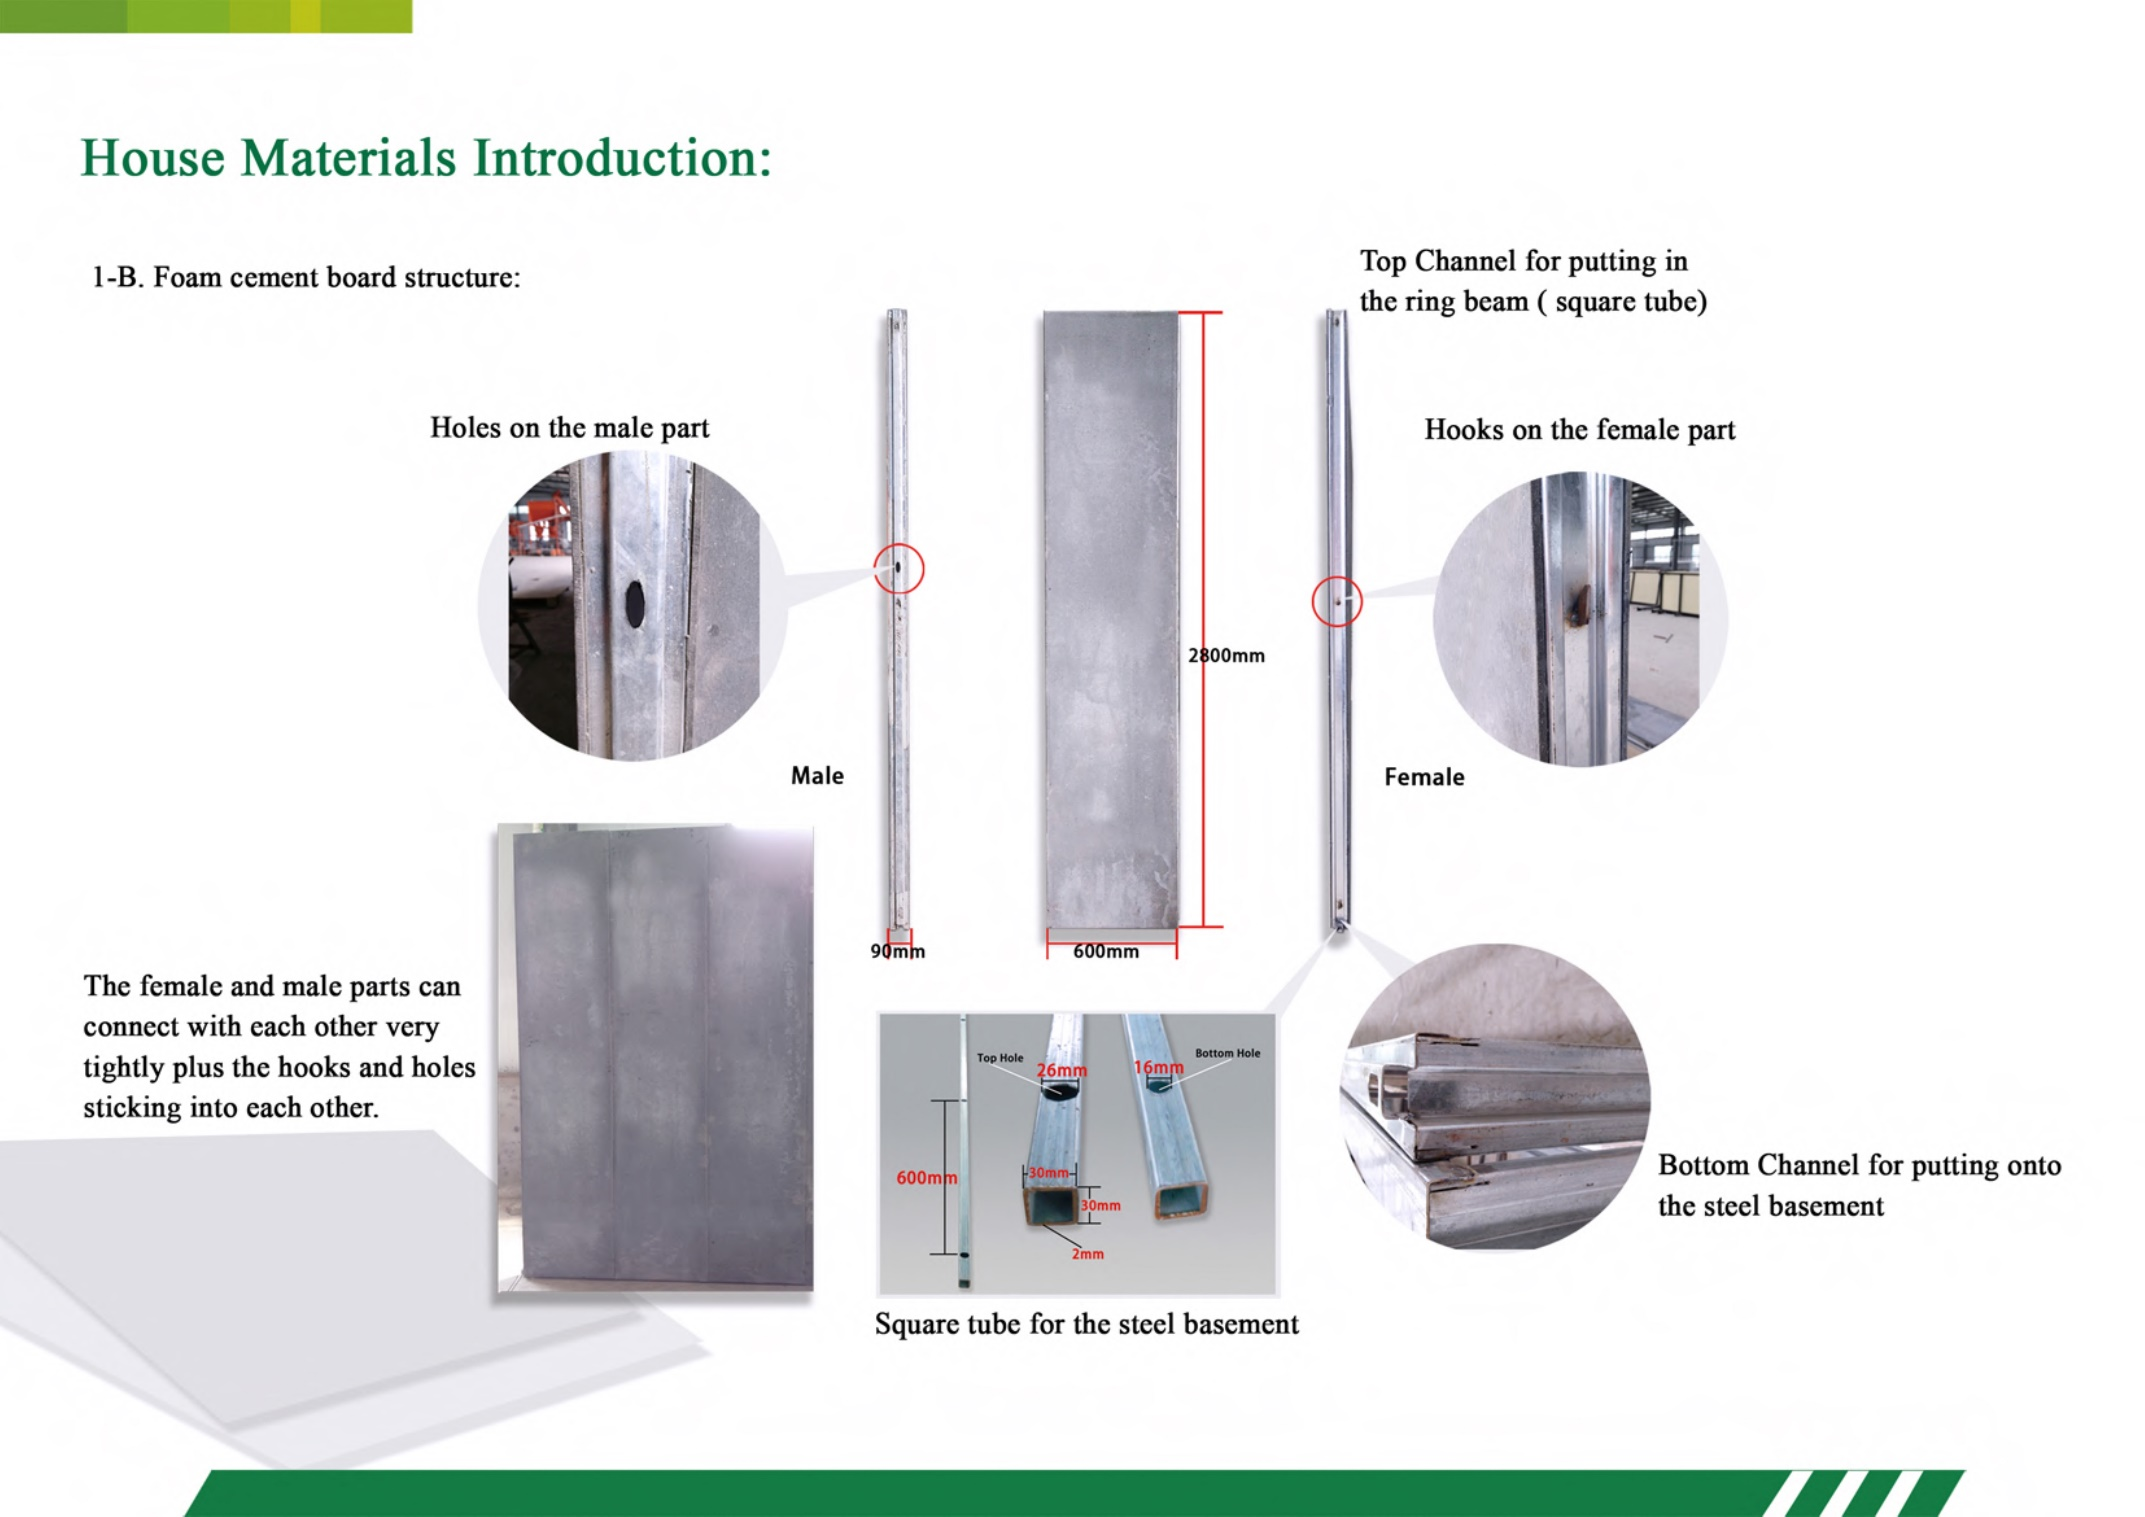 House Materials Introduction:
1-B. Foam cement board structure:
Top Channel for putting in
the ring beam ( square tube)
Holes on the male part
Hooks on the female part
2800mm
Male
Female
90mm
600mm
The female and male parts can
connect with each other very
tightly plus the hooks and holes
sticking into each other.
Top Hole
26mm
16mm
Bottom Hole
600mm
30mm
30mm
2mm
Bottom Channel for putting onto
the steel basement
Square tube for the steel basement